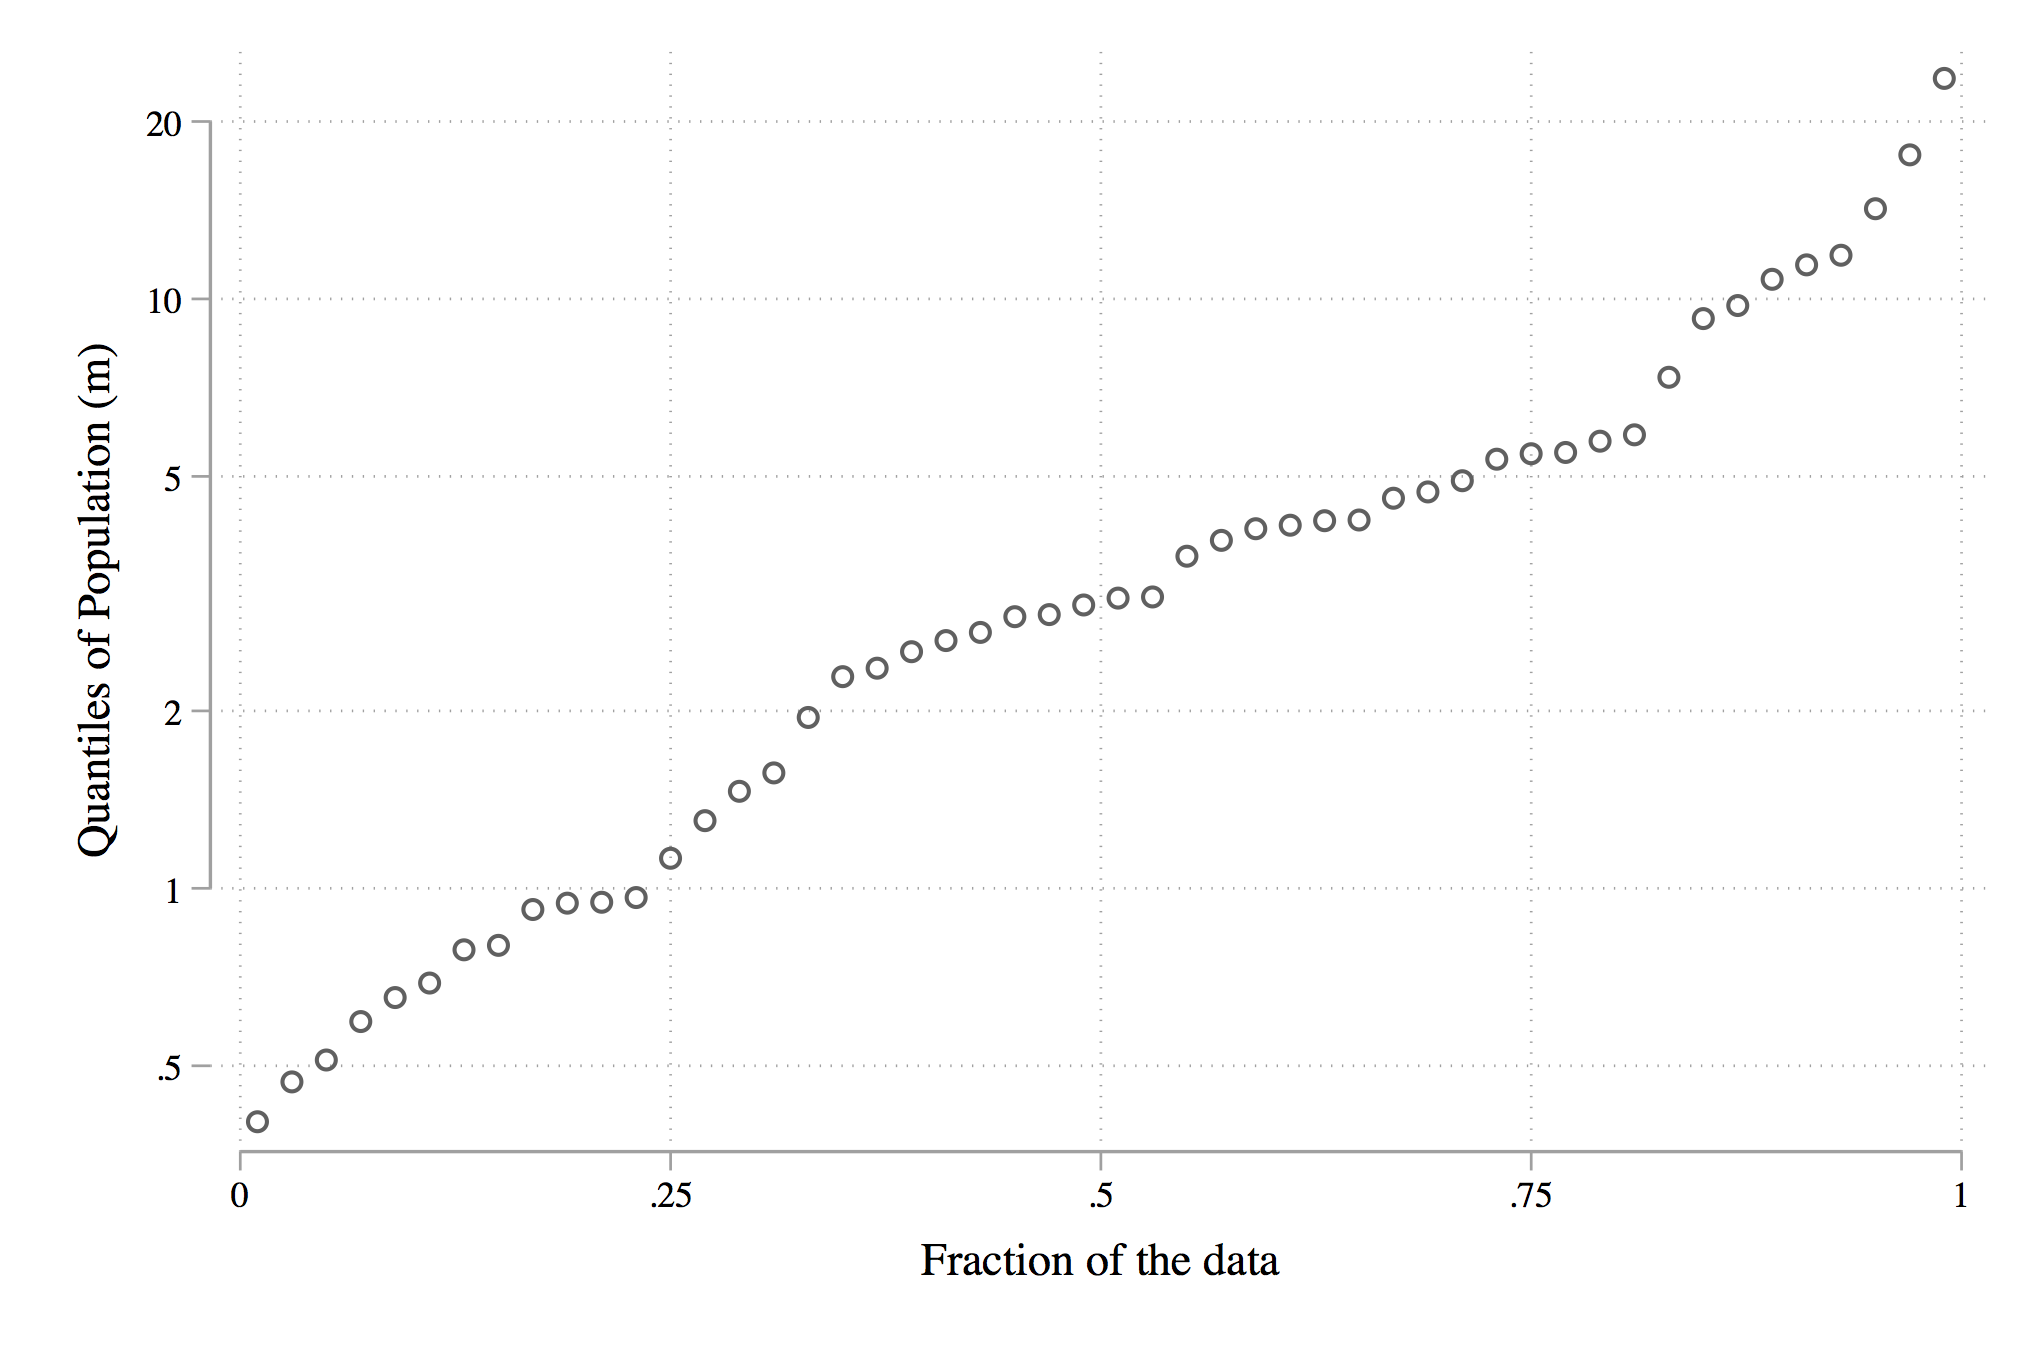 20
10
5
2
1
.5
Quantiles of Population (m)
0 .25 .5 .75 1
Fraction of the data